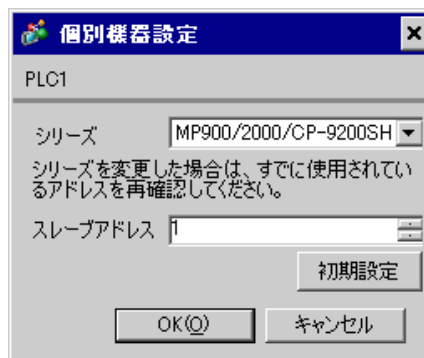 個別機器設定
PLC1
シリーズ MP900/2000/CP-9200SH
シリーズを変更した場合は、すでに使用されてい
るアドレスを再確認してください。
スレーブアドレス 1
初期設定
OK(O) キャンセル